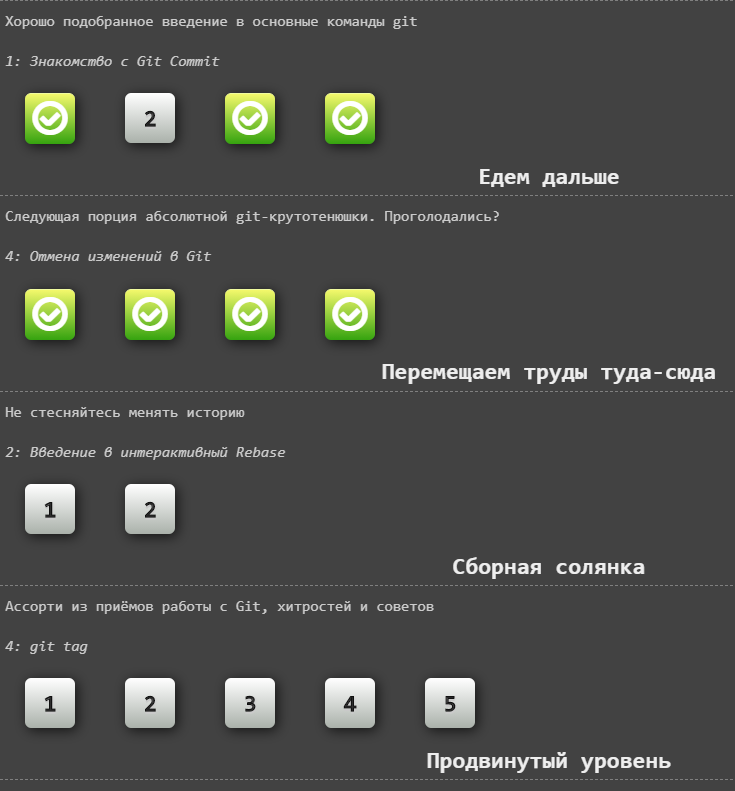 Хорошо подобранное введение в основные команды git
1: Знакомство с Git Commit
2
Едем дальше
Следующая порция абсолютной git-крутотенюшки. Проголодались?
4: Отмена изменений в Git
Перемещаем труды туда-сюда
Не стесняйтесь менять историю
2: Введение в интерактивный Rebase
1 2
Сборная солянка
Ассорти из приёмов работы с Git, хитростей и советов
4: git tag
1 2 3 4 5
Продвинутый уровень